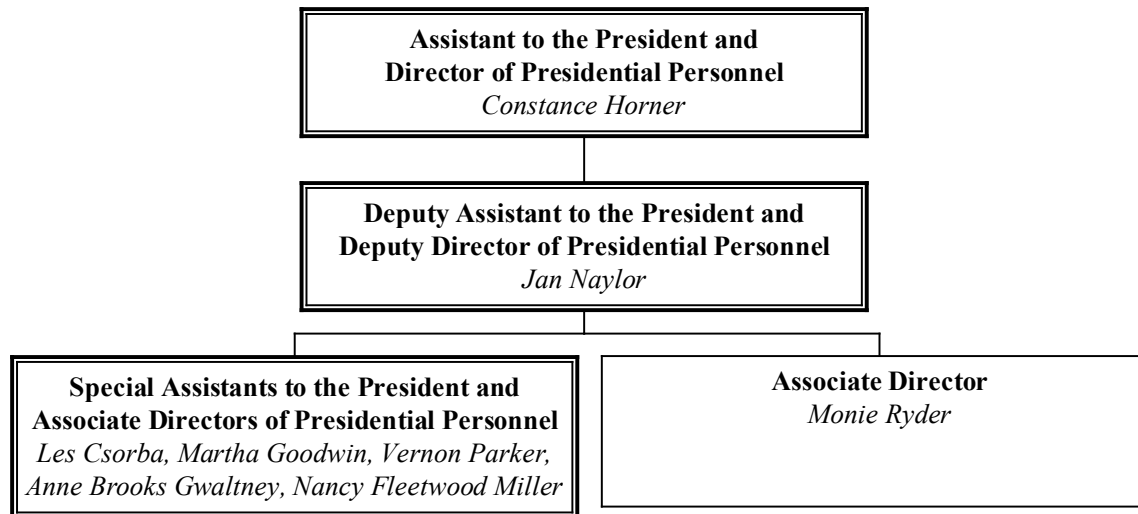 Assistant to the President and
Director of Presidential Personnel
Constance Horner
Deputy Assistant to the President and
Deputy Director of Presidential Personnel
Jan Naylor
Special Assistants to the President and
Associate Directors of Presidential Personnel
Les Csorba, Martha Goodwin, Vernon Parker,
Anne Brooks Gwaltney, Nancy Fleetwood Miller
Associate Director
Monie Ryder